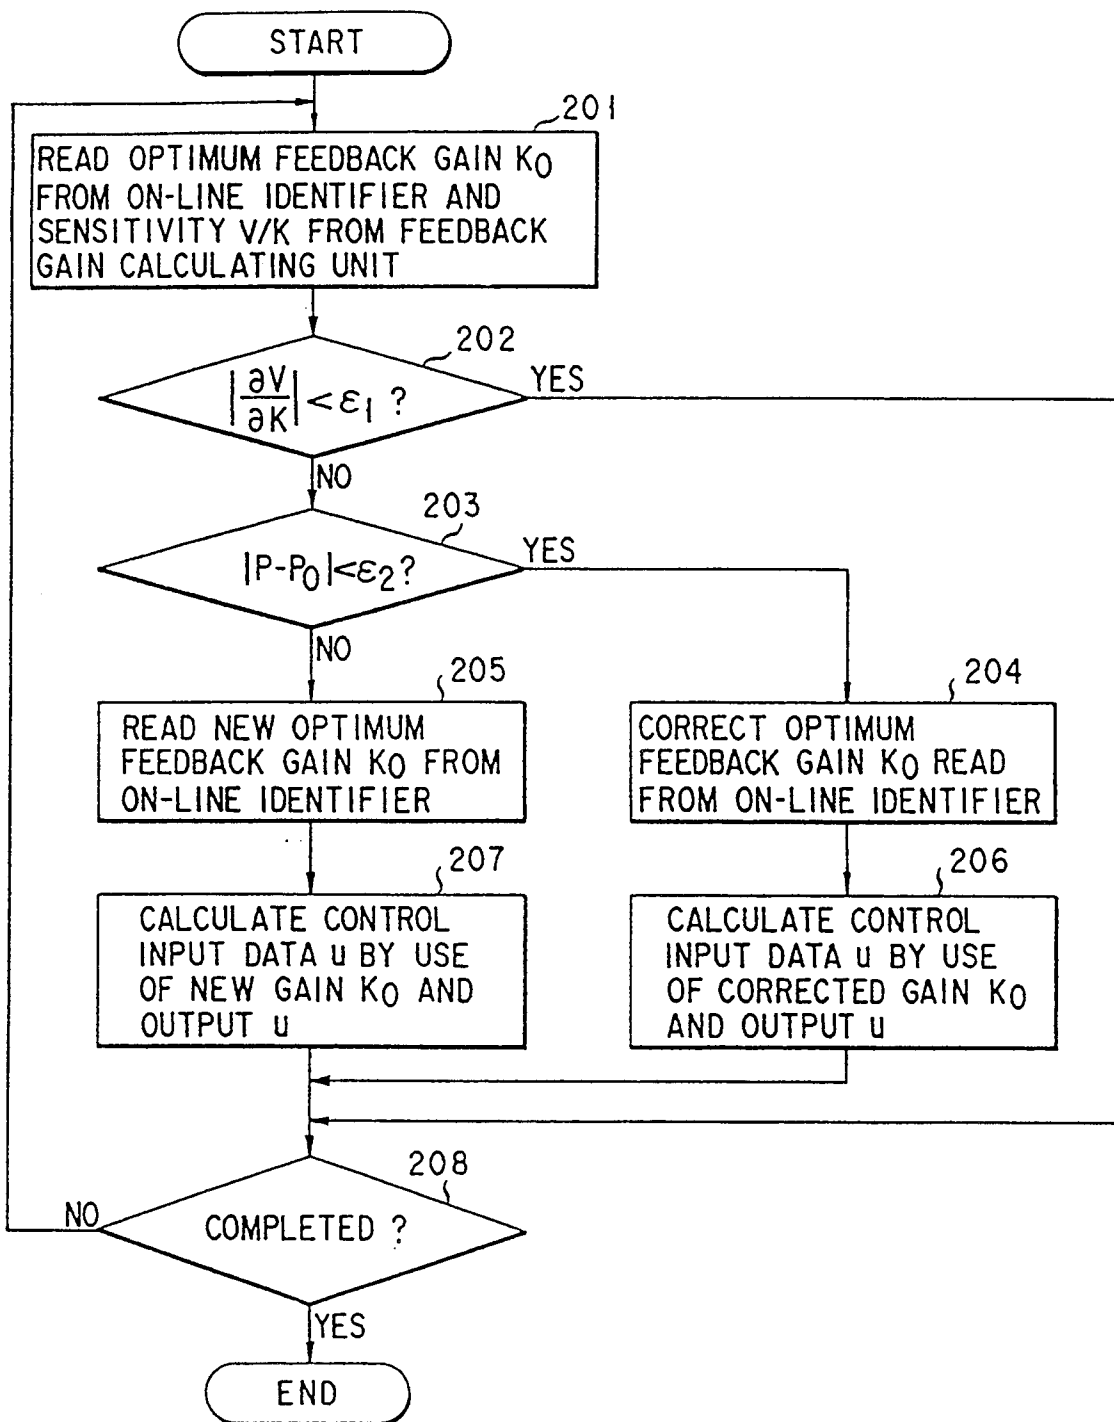 START
201
READ OPTIMUM FEEDBACK GAIN K0
FROM ON-LINE IDENTIFIER AND
SENSITIVITY V/K FROM FEEDBACK
GAIN CALCULATING UNIT
202
|∂V/∂K| < ε1 ?
YES
NO
203
|P-P0|<ε2?
YES
NO
205
READ NEW OPTIMUM
FEEDBACK GAIN K0 FROM
ON-LINE IDENTIFIER
204
CORRECT OPTIMUM
FEEDBACK GAIN K0 READ
FROM ON-LINE IDENTIFIER
207
CALCULATE CONTROL
INPUT DATA u BY USE
OF NEW GAIN K0 AND
OUTPUT u
206
CALCULATE CONTROL
INPUT DATA u BY USE
OF CORRECTED GAIN K0
AND OUTPUT u
208
COMPLETED ?
NO
YES
END